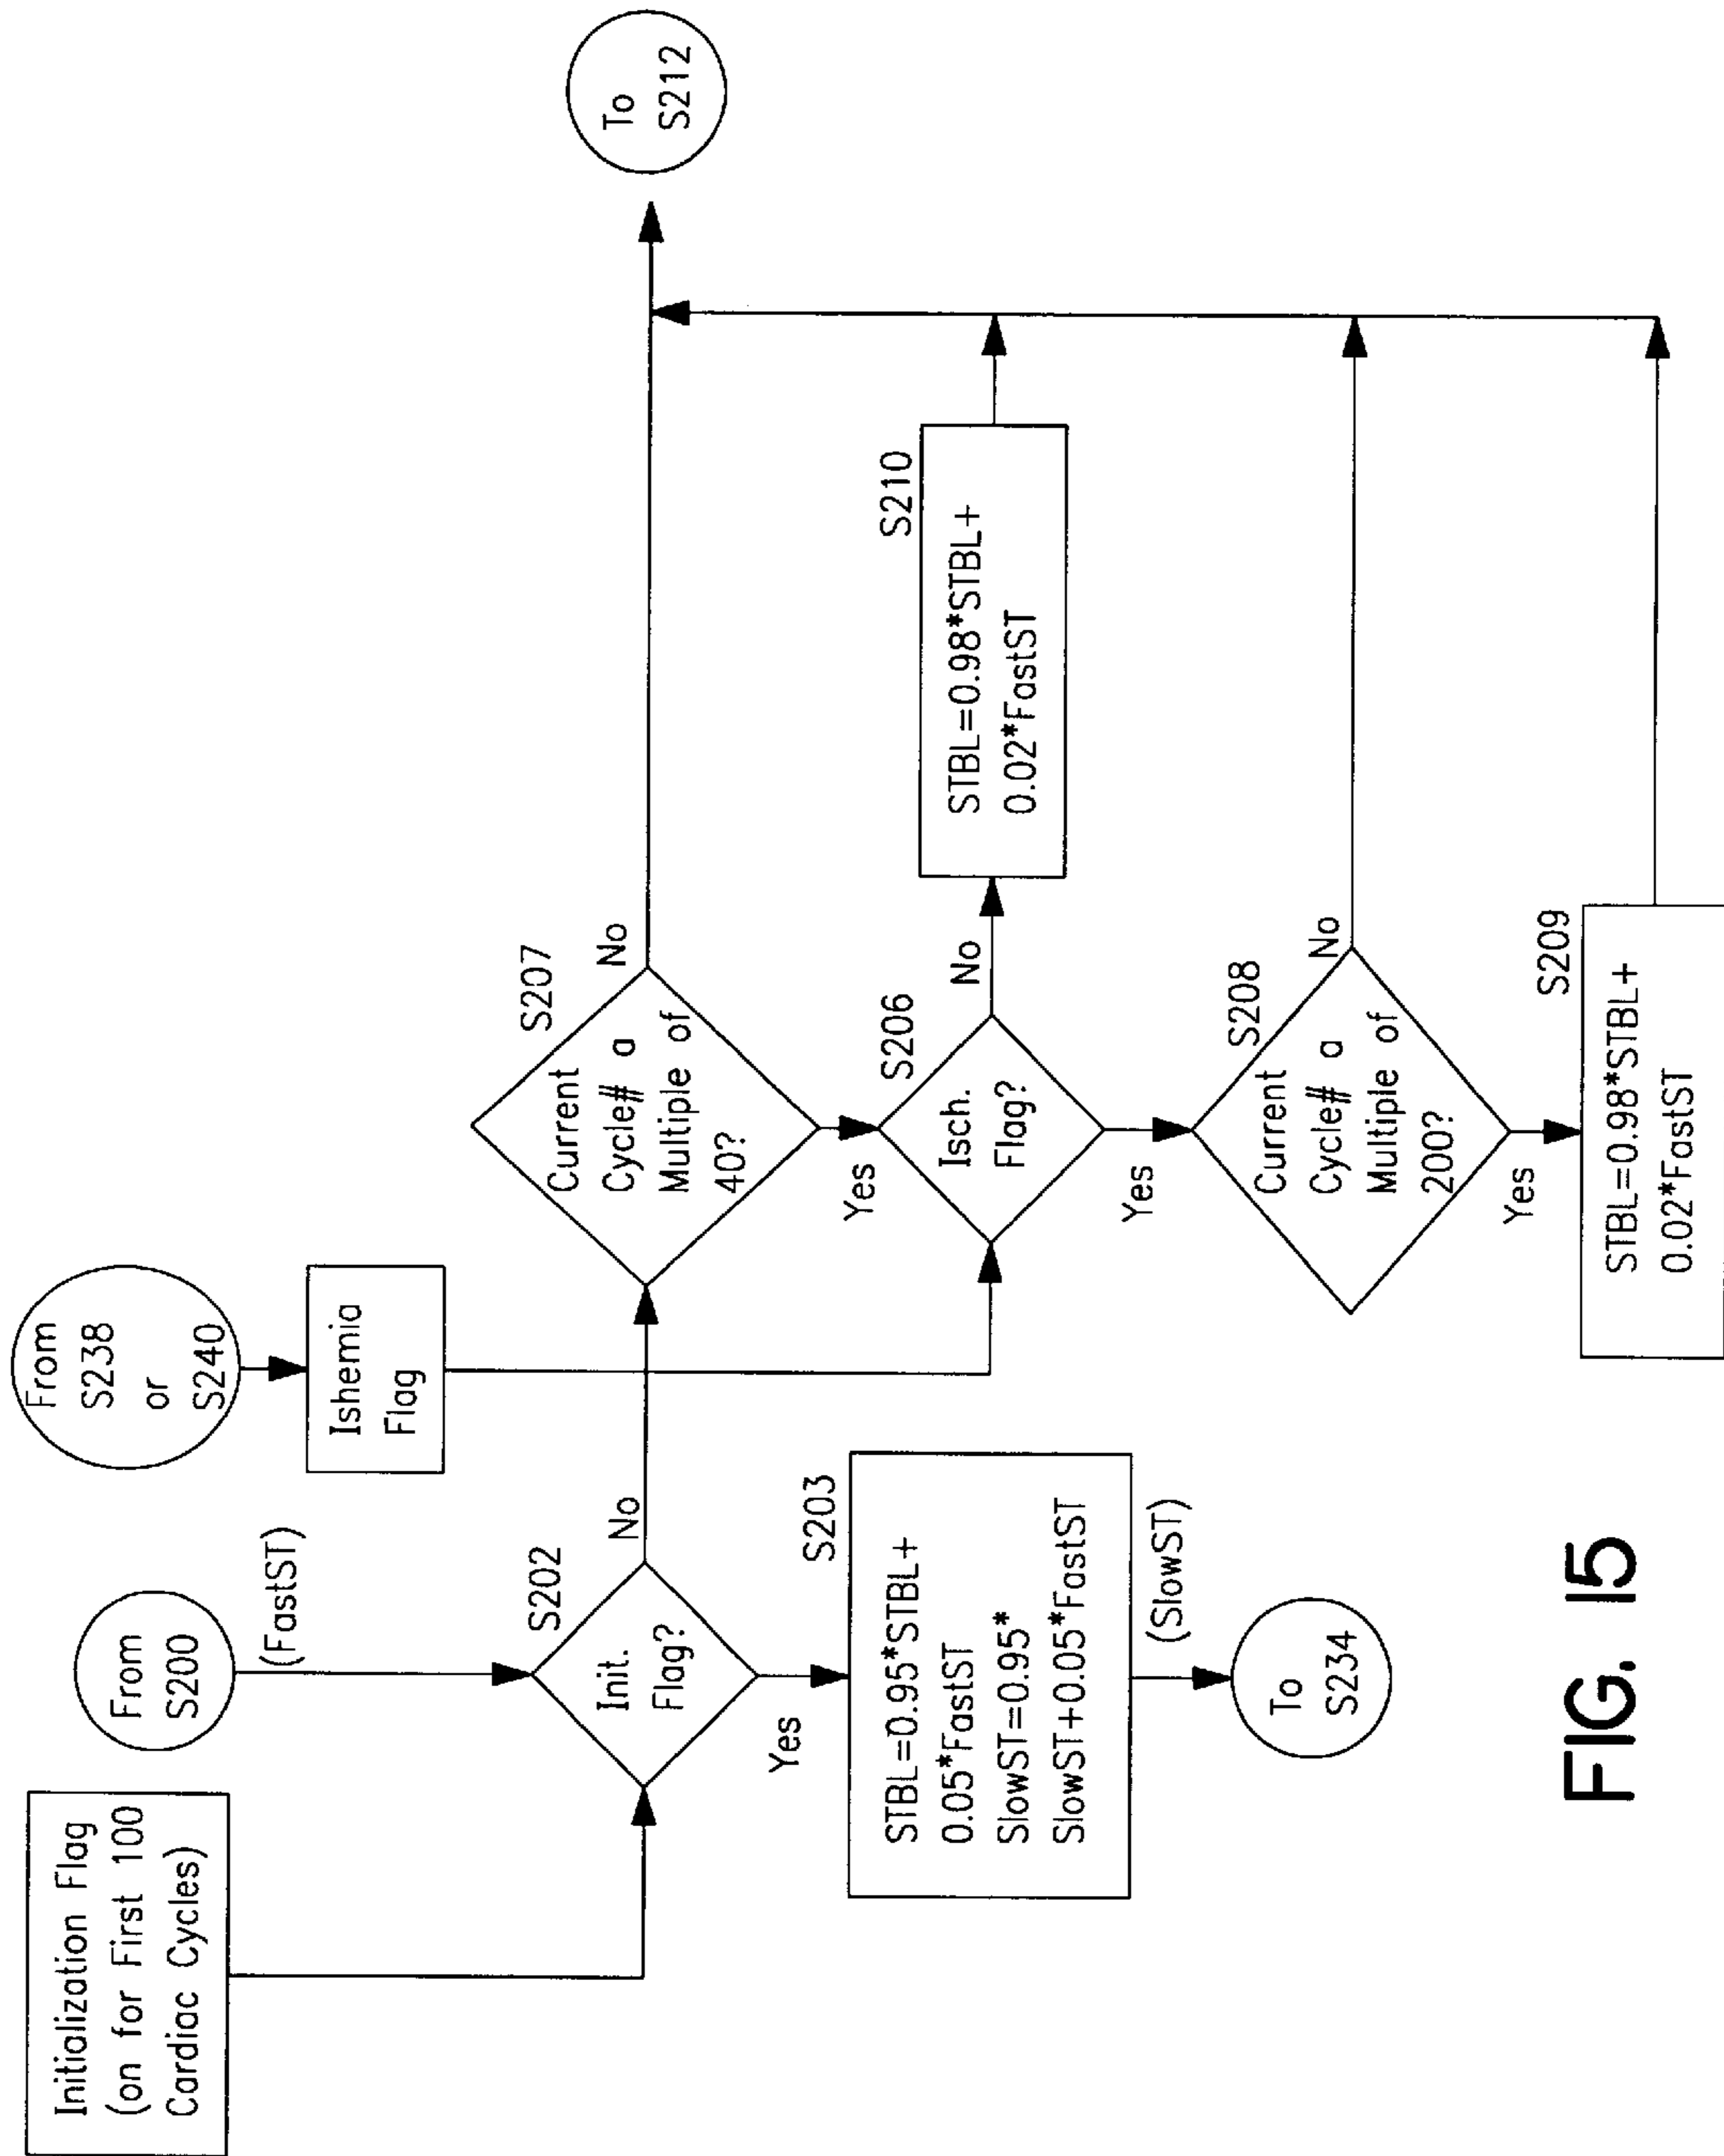 Initialization Flag
(on for First 100
Cardiac Cycles)
From
S200
(FastST)
From
S238
or
S240
Ishemia
Flag
Init.
Flag?
S202
No
Yes
STBL=0.95*STBL+
0.05*FastST
SlowST=0.95*
SlowST+0.05*FastST
S203
(SlowST)
To
S234
Current
Cycle# a
Multiple of
40?
S207
No
Yes
To
S212
Isch.
Flag?
S206
No
Yes
STBL=0.98*STBL+
0.02*FastST
S210
Current
Cycle# a
Multiple of
200?
S208
No
Yes
STBL=0.98*STBL+
0.02*FastST
S209
FIG. 15